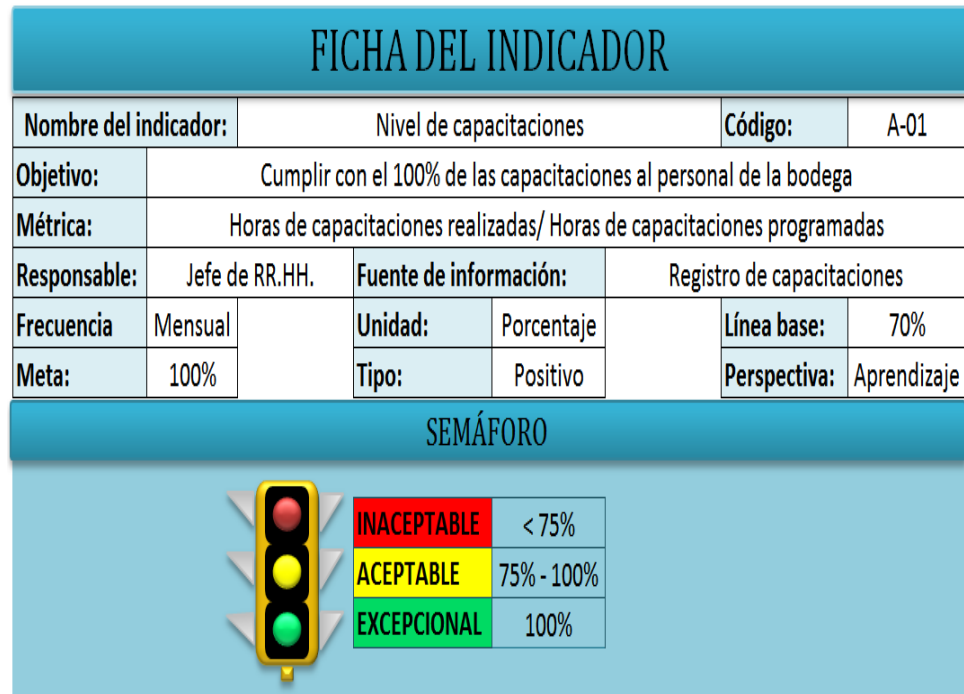 FICHA DEL INDICADOR
Nombre del indicador: Nivel de capacitaciones Código: A-01
Objetivo: Cumplir con el 100% de las capacitaciones al personal de la bodega
Métrica: Horas de capacitaciones realizadas/ Horas de capacitaciones programadas
Responsable: Jefe de RR.HH. Fuente de información: Registro de capacitaciones
Frecuencia Mensual Unidad: Porcentaje Línea base: 70%
Meta: 100% Tipo: Positivo Perspectiva: Aprendizaje
SEMÁFORO
INACEPTABLE < 75%
ACEPTABLE 75% - 100%
EXCEPCIONAL 100%